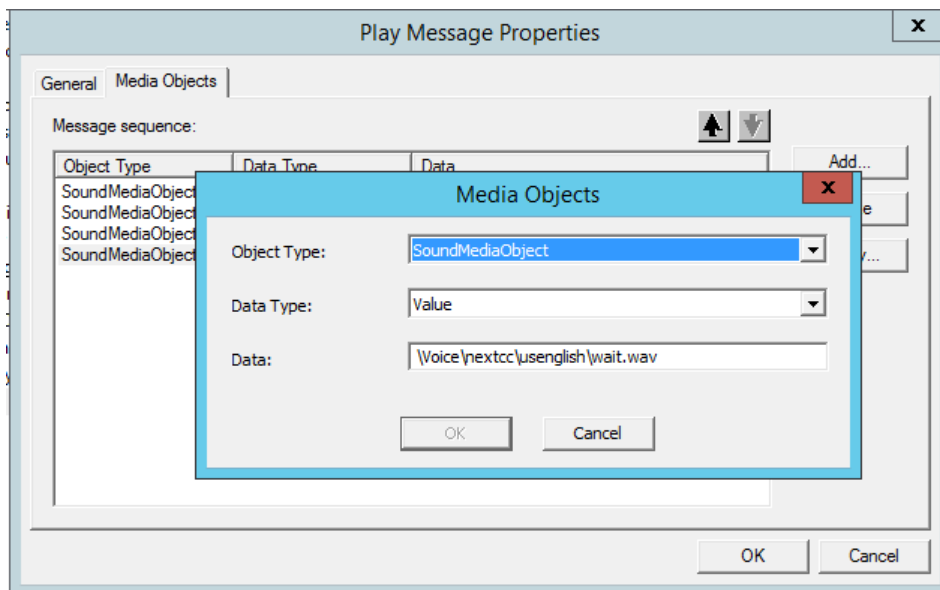 Play Message Properties
x
General Media Objects
Message sequence:
Add...
Object Type Data Type Data
SoundMediaObject
SoundMediaObject
SoundMediaObject
SoundMediaObject
Media Objects
x
Object Type: SoundMediaObject
Data Type: Value
Data: \Voice\nextcc\usenglish\wait.wav
OK Cancel
OK Cancel